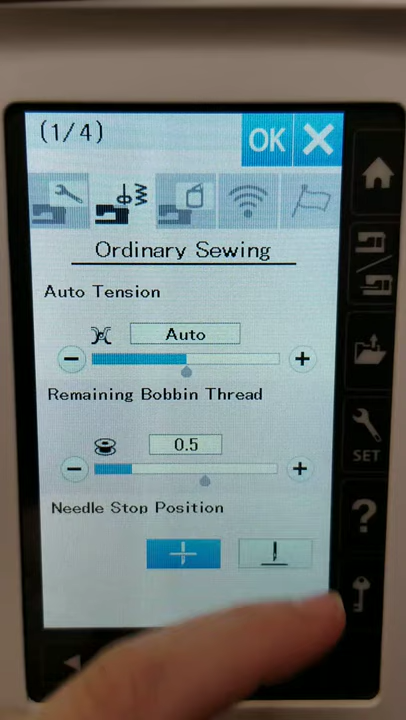 (1/4)
OK
Ordinary Sewing
Auto Tension
Auto
Remaining Bobbin Thread
0.5
Needle Stop Position
SET
?